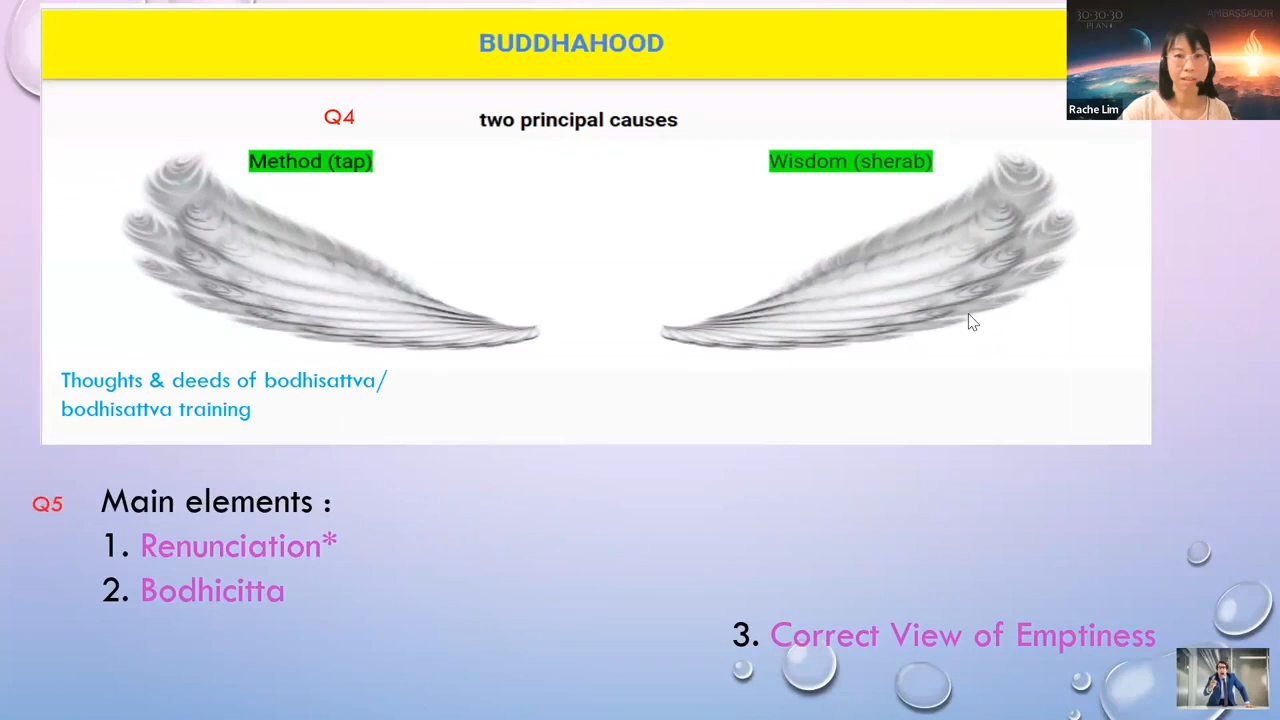 BUDDHAHOOD
30·30·30
PLAN
AMBASSADOR
Rache Lim
Q4
two principal causes
Method (tap)
Wisdom (sherab)
Thoughts & deeds of bodhisattva/
bodhisattva training
Q5
Main elements :
1. Renunciation*
2. Bodhicitta
3. Correct View of Emptiness